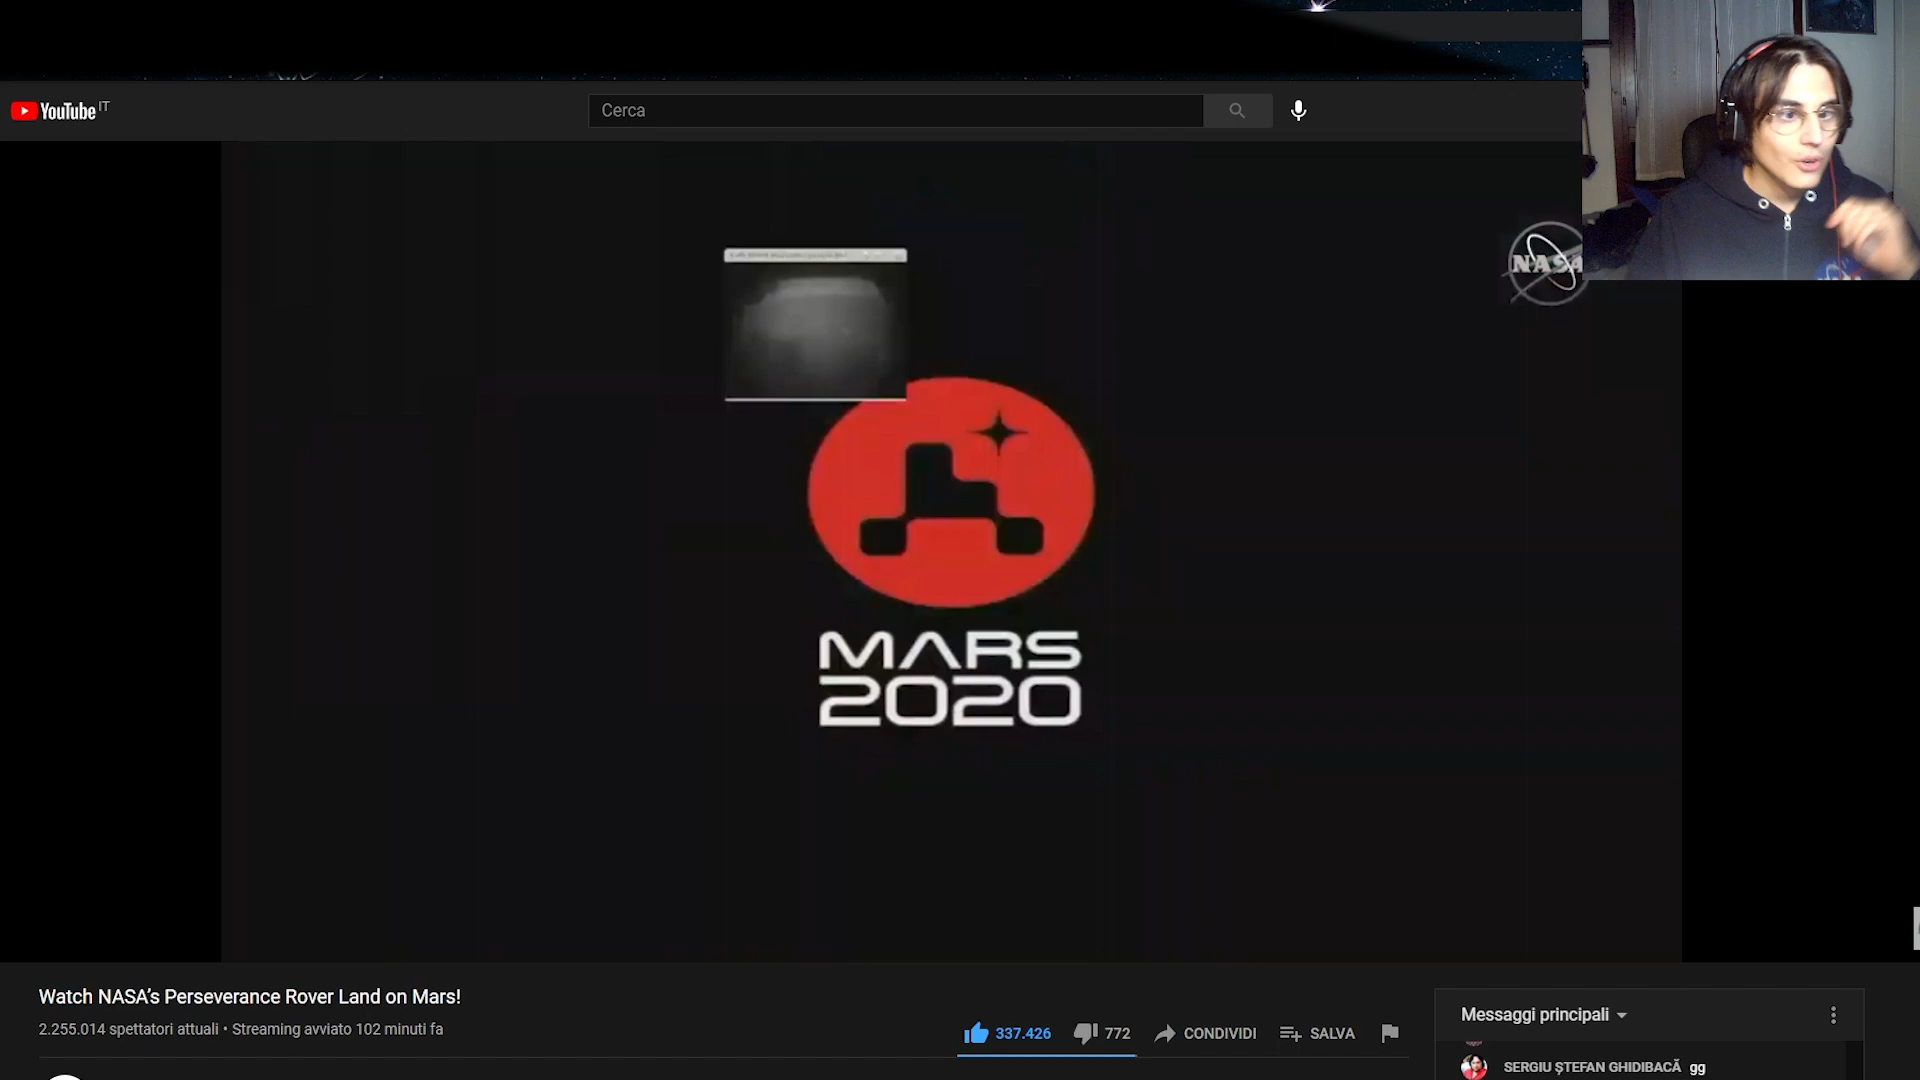 YouTube IT
Cerca
NASA
MARS
2020
Watch NASA’s Perseverance Rover Land on Mars!
2.255.014 spettatori attuali • Streaming avviato 102 minuti fa
337.426
772
CONDIVIDI
SALVA
Messaggi principali
SERGIU ȘTEFAN GHIDIBACĂ gg